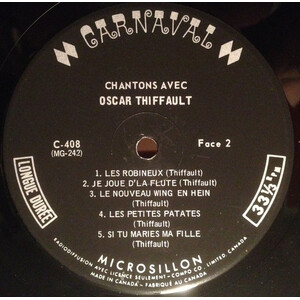 CARNAVAL
CHANTONS AVEC
OSCAR THIFFAULT
C-408
(MG-242)
Face 2
LONGUE DURÉE
33⅓ R.P.M.
1. LES ROBINEUX (Thiffault)
2. JE JOUE D'LA FLUTE (Thiffault)
3. LE NOUVEAU WING EN HEIN
(Thiffault)
4. LES PETITES PATATES
(Thiffault)
5. SI TU MARIES MA FILLE
(Thiffault)
MICROSILLON
RADIODIFFUSION AVEC LICENCE SEULEMENT - COMPO CO. LIMITED CANADA
MADE IN CANADA - FABRIQUÉ AU CANADA